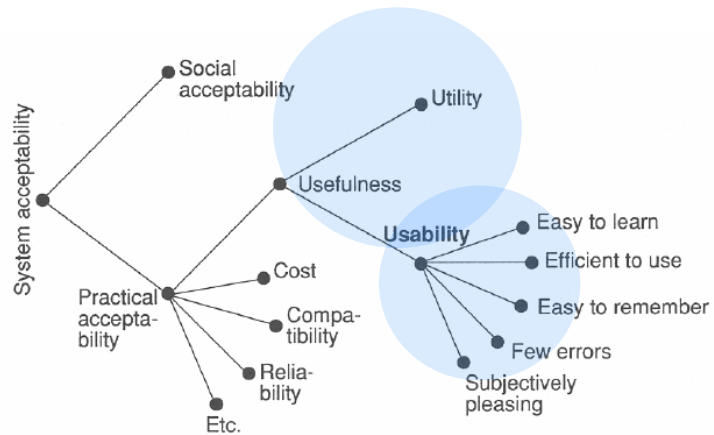 System acceptability
Social
acceptability
Utility
Usefulness
Usability
Easy to learn
Efficient to use
Easy to remember
Few errors
Subjectively
pleasing
Practical
accepta-
bility
Cost
Compa-
tibility
Relia-
bility
Etc.